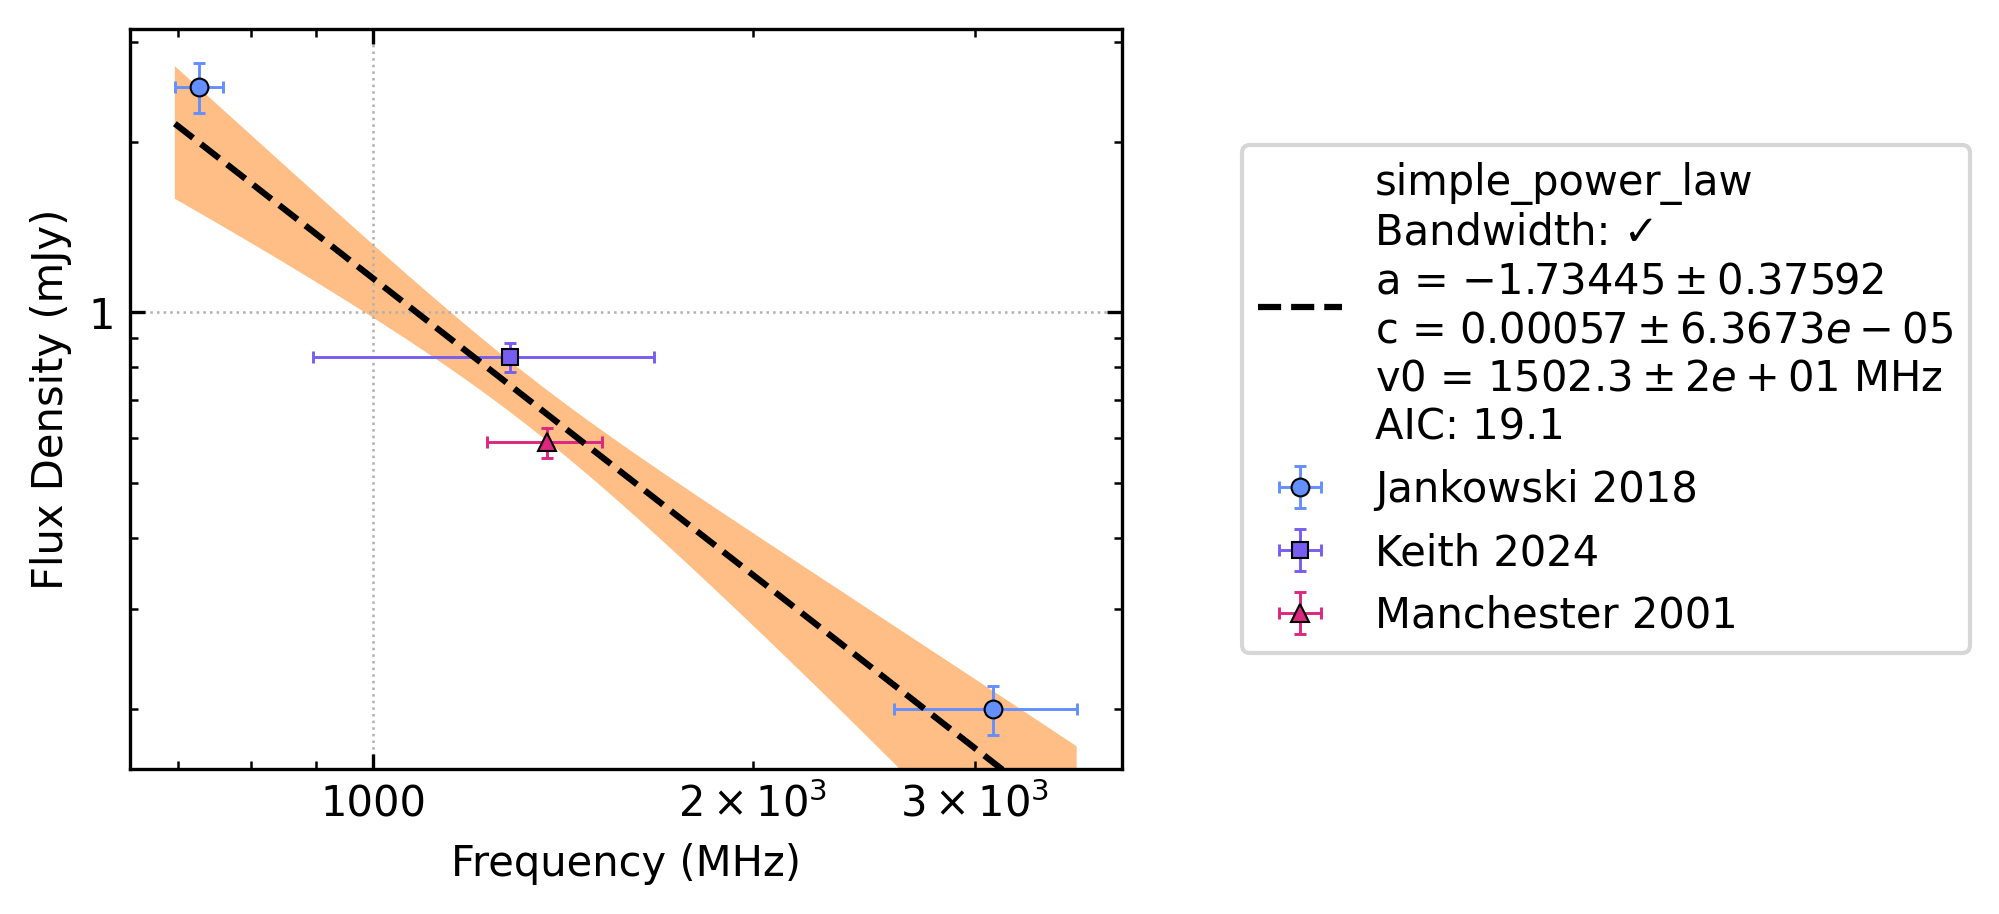 Flux Density (mJy)
1
1000
2 × 10³
3 × 10³
Frequency (MHz)
simple_power_law
Bandwidth: ✓
a = −1.73445 ± 0.37592
c = 0.00057 ± 6.3673e − 05
v0 = 1502.3 ± 2e + 01 MHz
AIC: 19.1
Jankowski 2018
Keith 2024
Manchester 2001